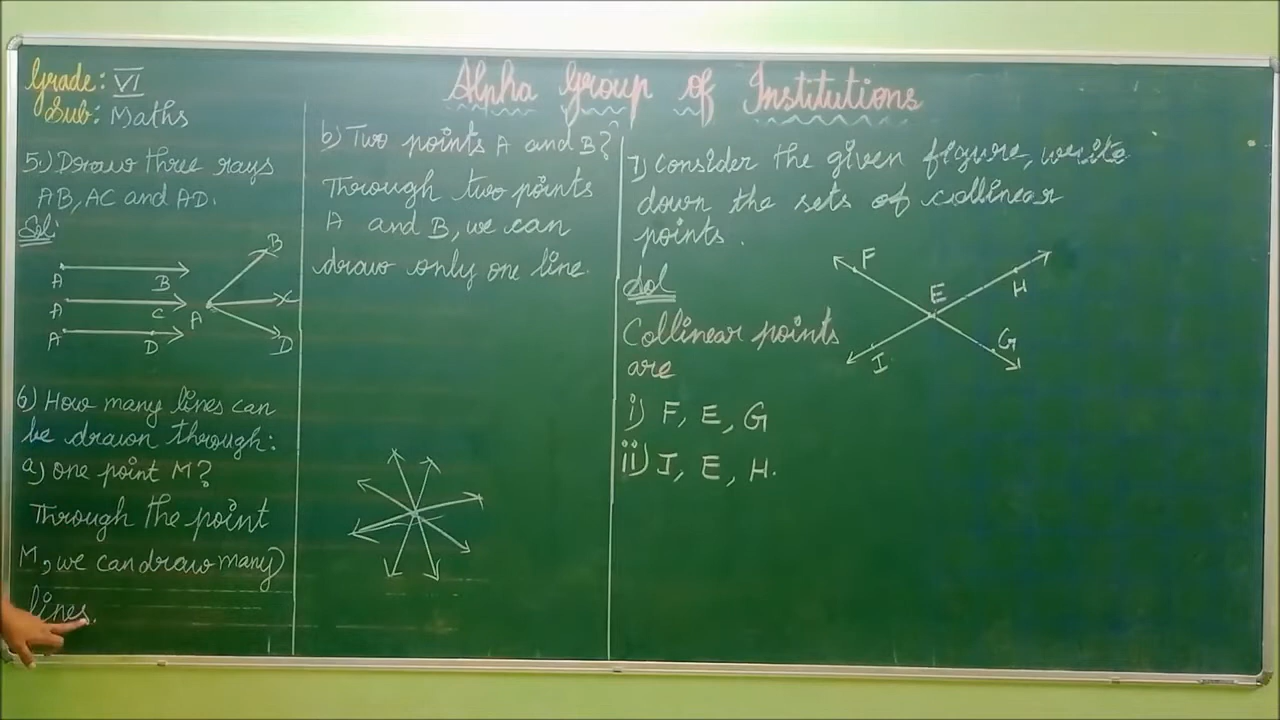 Alpha Group of Institutions
Grade: VI
Sub: Maths
5.) Draw three rays
AB, AC and AD.
Sol:
A B
A C
A D
A
B
D
6) How many lines can
be drawn through:
a) one point M?
Through the point
M, we can draw many
lines.
b) Two points A and B?
Through two points
A and B, we can
draw only one line.
7) Consider the given figure, write
down the sets of collinear
points.
F
E
H
G
I
Sol
Collinear points
are
i) F, E, G
ii) I, E, H.